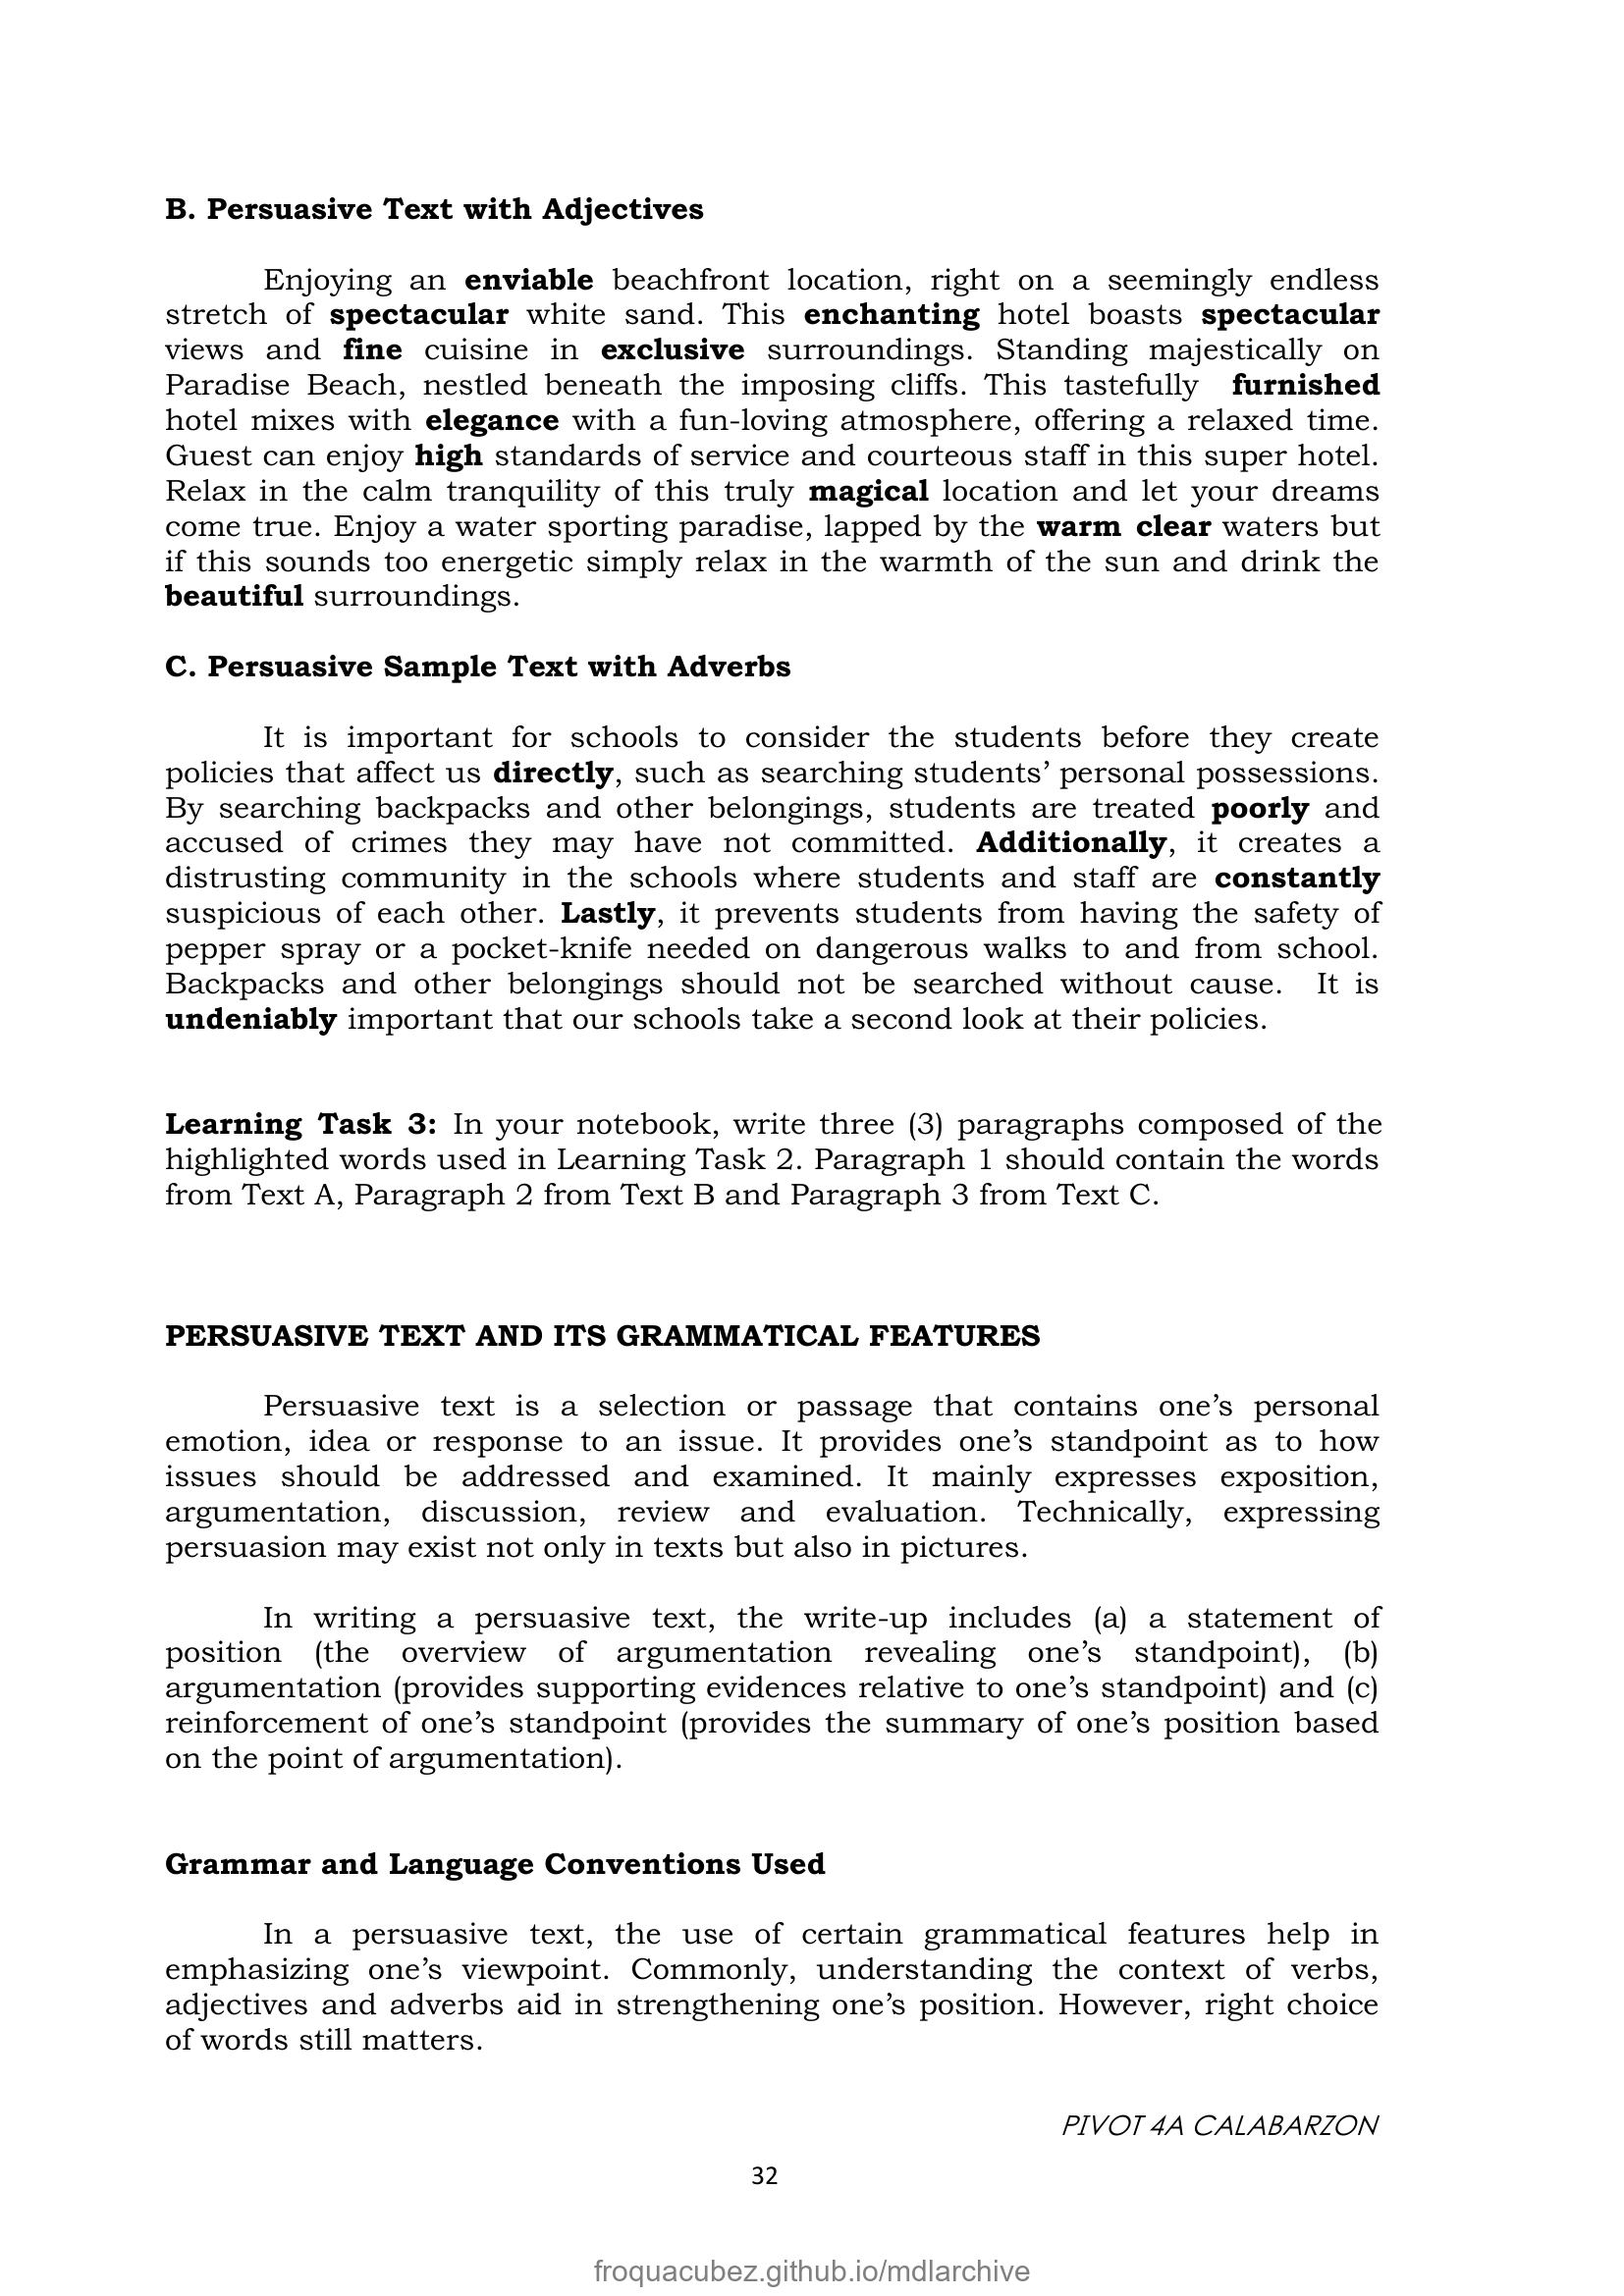 B. Persuasive Text with Adjectives
Enjoying an enviable beachfront location, right on a seemingly endless
stretch of spectacular white sand. This enchanting hotel boasts spectacular
views and fine cuisine in exclusive surroundings. Standing majestically on
Paradise Beach, nestled beneath the imposing cliffs. This tastefully furnished
hotel mixes with elegance with a fun-loving atmosphere, offering a relaxed time.
Guest can enjoy high standards of service and courteous staff in this super hotel.
Relax in the calm tranquility of this truly magical location and let your dreams
come true. Enjoy a water sporting paradise, lapped by the warm clear waters but
if this sounds too energetic simply relax in the warmth of the sun and drink the
beautiful surroundings.
C. Persuasive Sample Text with Adverbs
It is important for schools to consider the students before they create
policies that affect us directly, such as searching students’ personal possessions.
By searching backpacks and other belongings, students are treated poorly and
accused of crimes they may have not committed. Additionally, it creates a
distrusting community in the schools where students and staff are constantly
suspicious of each other. Lastly, it prevents students from having the safety of
pepper spray or a pocket-knife needed on dangerous walks to and from school.
Backpacks and other belongings should not be searched without cause. It is
undeniably important that our schools take a second look at their policies.
Learning Task 3: In your notebook, write three (3) paragraphs composed of the
highlighted words used in Learning Task 2. Paragraph 1 should contain the words
from Text A, Paragraph 2 from Text B and Paragraph 3 from Text C.
PERSUASIVE TEXT AND ITS GRAMMATICAL FEATURES
Persuasive text is a selection or passage that contains one’s personal
emotion, idea or response to an issue. It provides one’s standpoint as to how
issues should be addressed and examined. It mainly expresses exposition,
argumentation, discussion, review and evaluation. Technically, expressing
persuasion may exist not only in texts but also in pictures.
In writing a persuasive text, the write-up includes (a) a statement of
position (the overview of argumentation revealing one’s standpoint), (b)
argumentation (provides supporting evidences relative to one’s standpoint) and (c)
reinforcement of one’s standpoint (provides the summary of one’s position based
on the point of argumentation).
Grammar and Language Conventions Used
In a persuasive text, the use of certain grammatical features help in
emphasizing one’s viewpoint. Commonly, understanding the context of verbs,
adjectives and adverbs aid in strengthening one’s position. However, right choice
of words still matters.
PIVOT 4A CALABARZON
32
froquacubez.github.io/mdlarchive